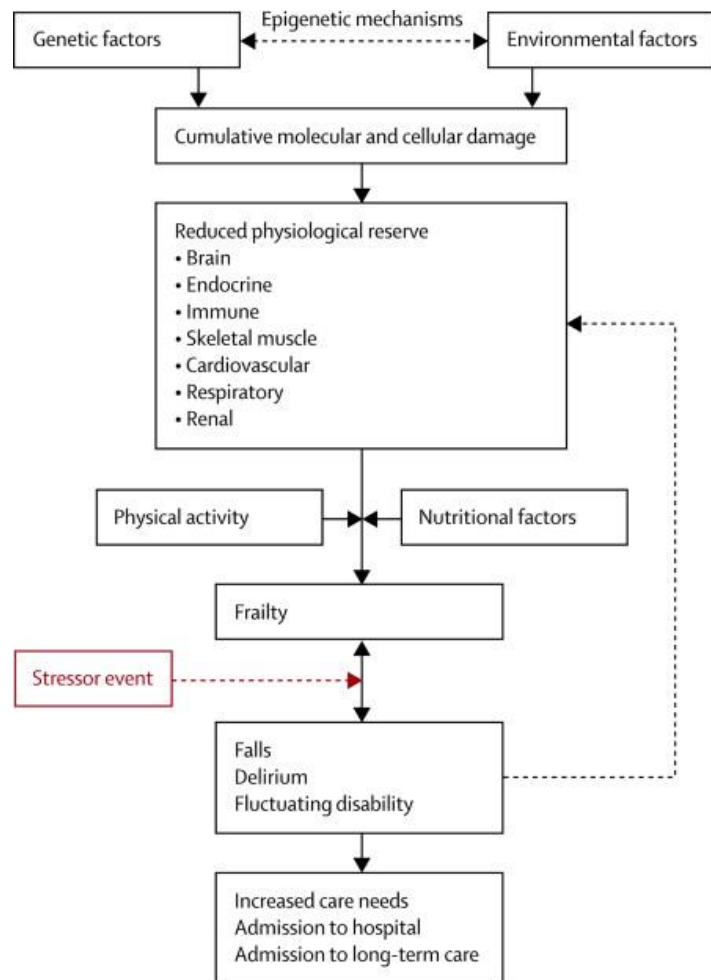 Epigenetic mechanisms
Genetic factors
Environmental factors
Cumulative molecular and cellular damage
Reduced physiological reserve
• Brain
• Endocrine
• Immune
• Skeletal muscle
• Cardiovascular
• Respiratory
• Renal
Physical activity
Nutritional factors
Frailty
Stressor event
Falls
Delirium
Fluctuating disability
Increased care needs
Admission to hospital
Admission to long-term care